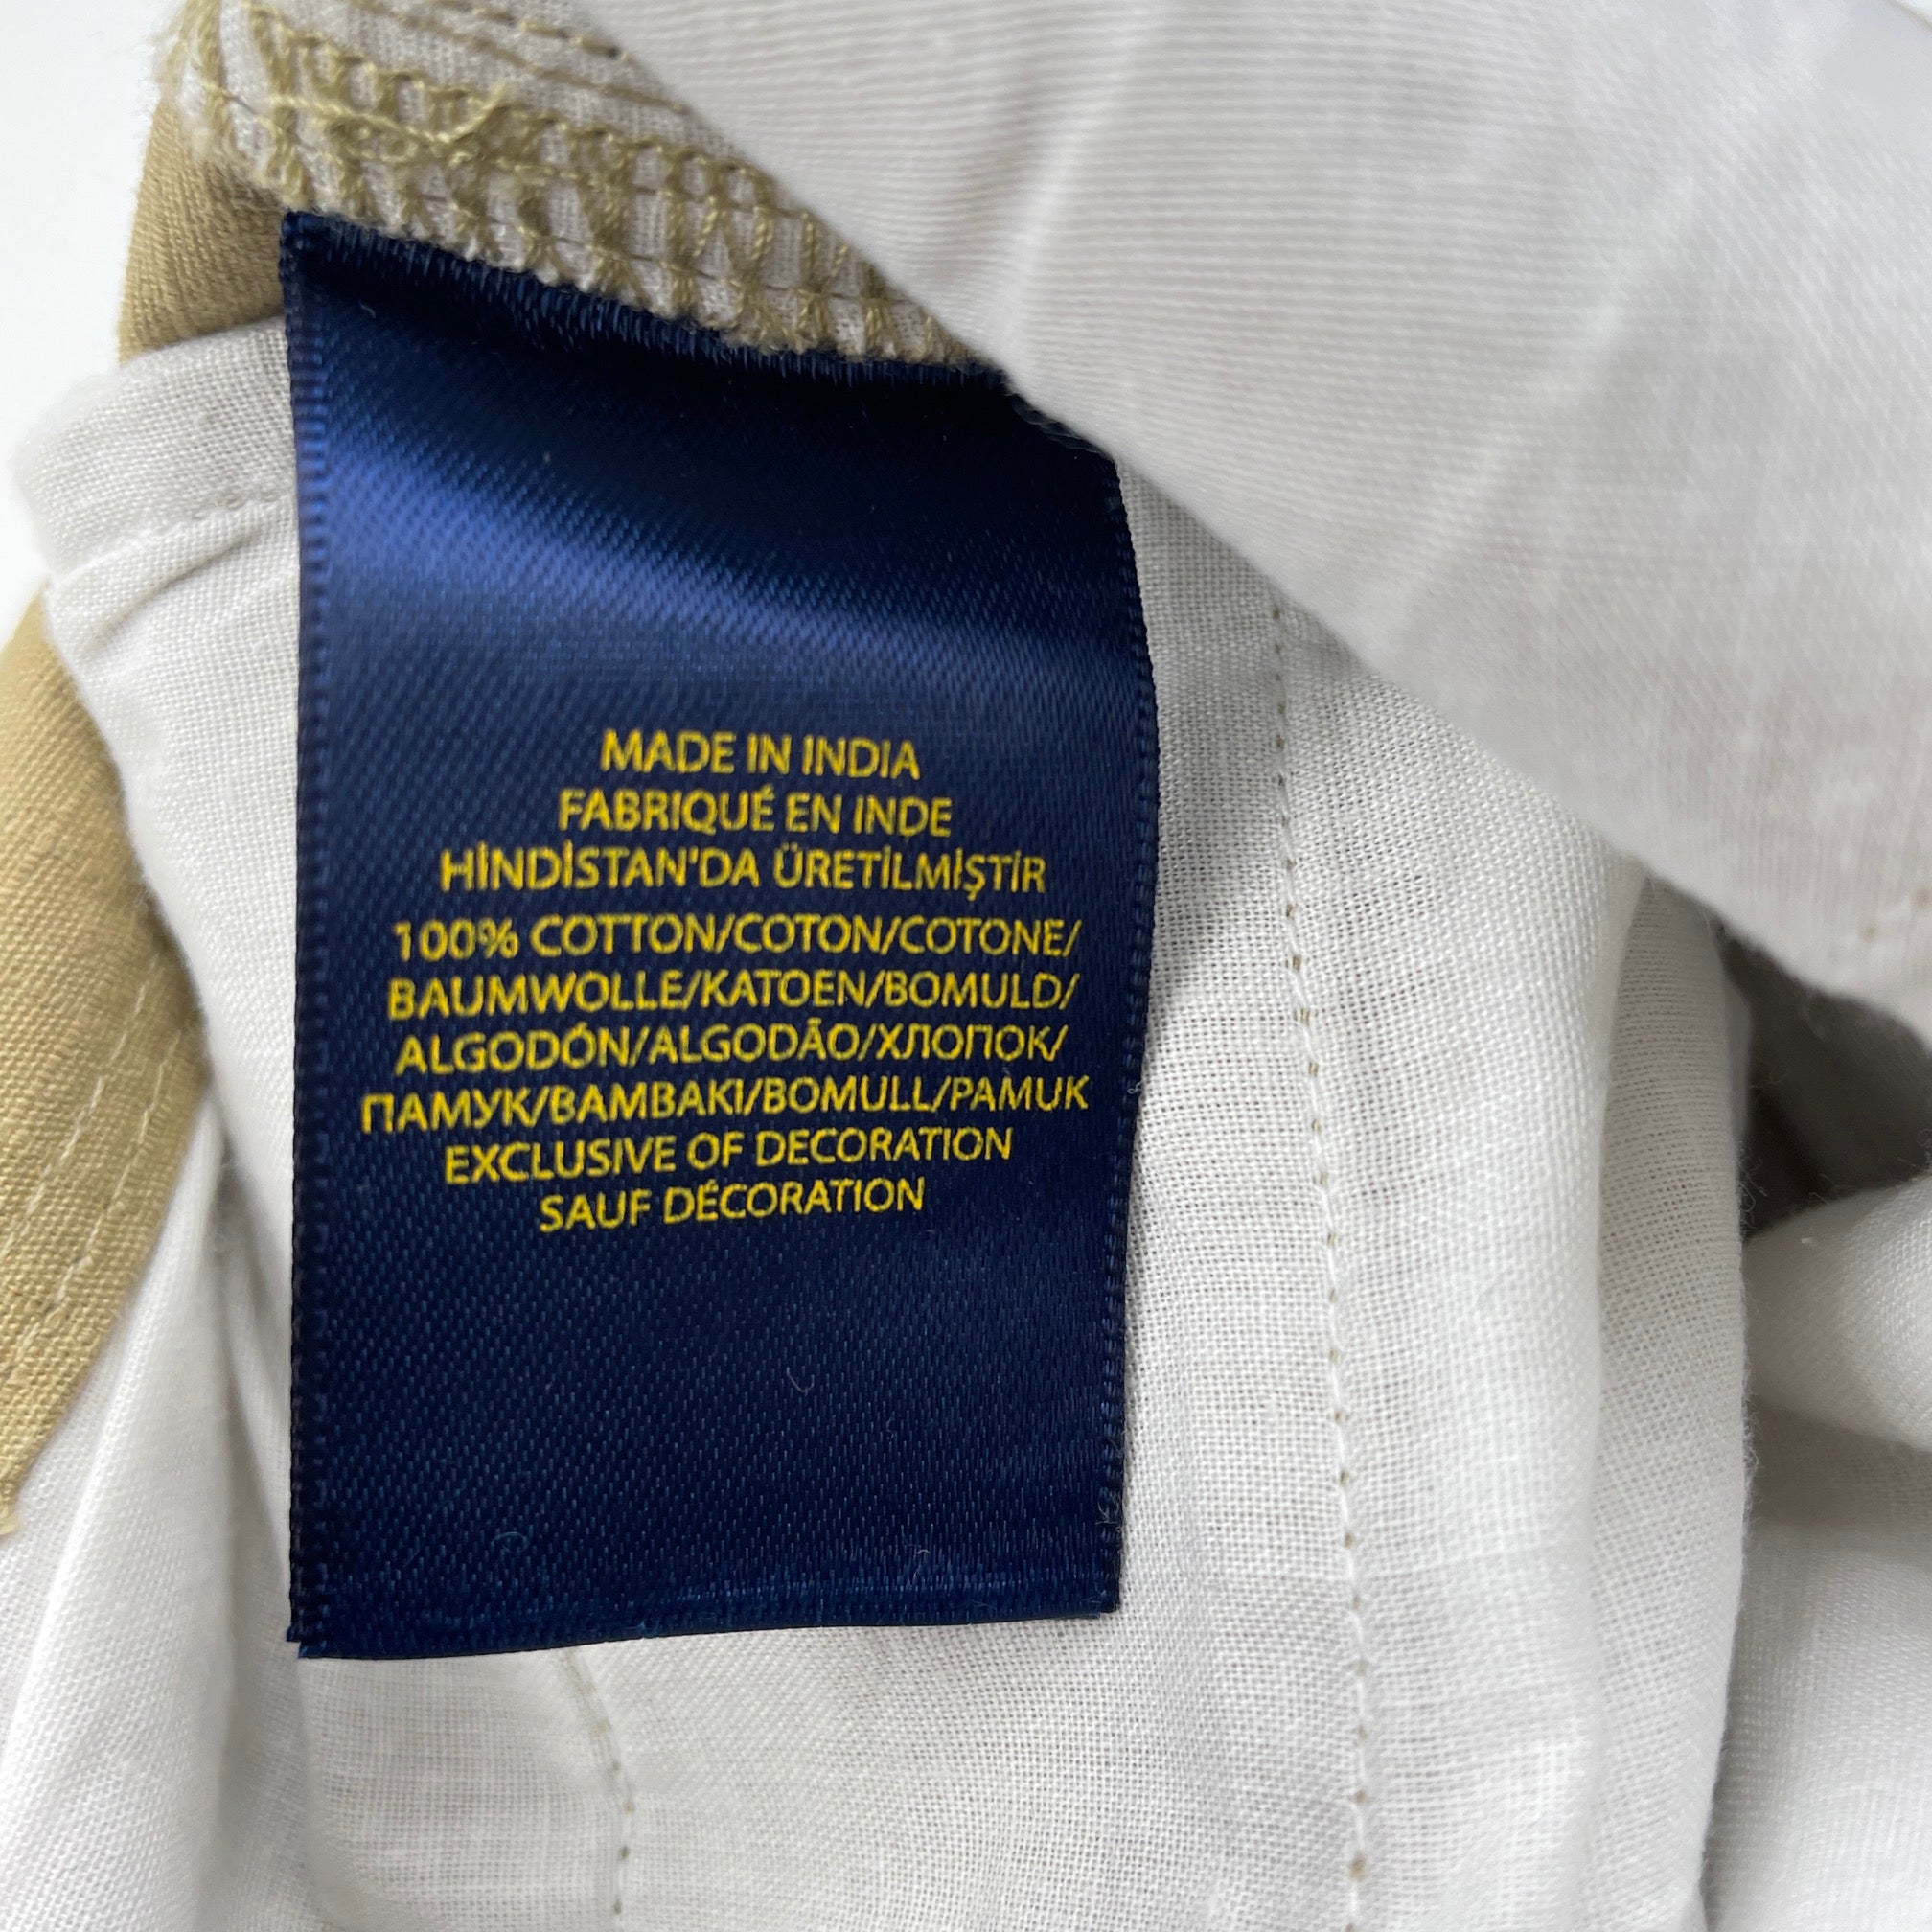 MADE IN INDIA
FABRIQUÉ EN INDE
HİNDİSTAN'DA ÜRETİLMİŞTİR
100% COTTON/COTON/COTONE/
BAUMWOLLE/KATOEN/BOMULD/
ALGODÓN/ALGODÃO/ХЛОПОК/
ПАМУК/BAMBAKI/BOMULL/PAMUK
EXCLUSIVE OF DECORATION
SAUF DÉCORATION